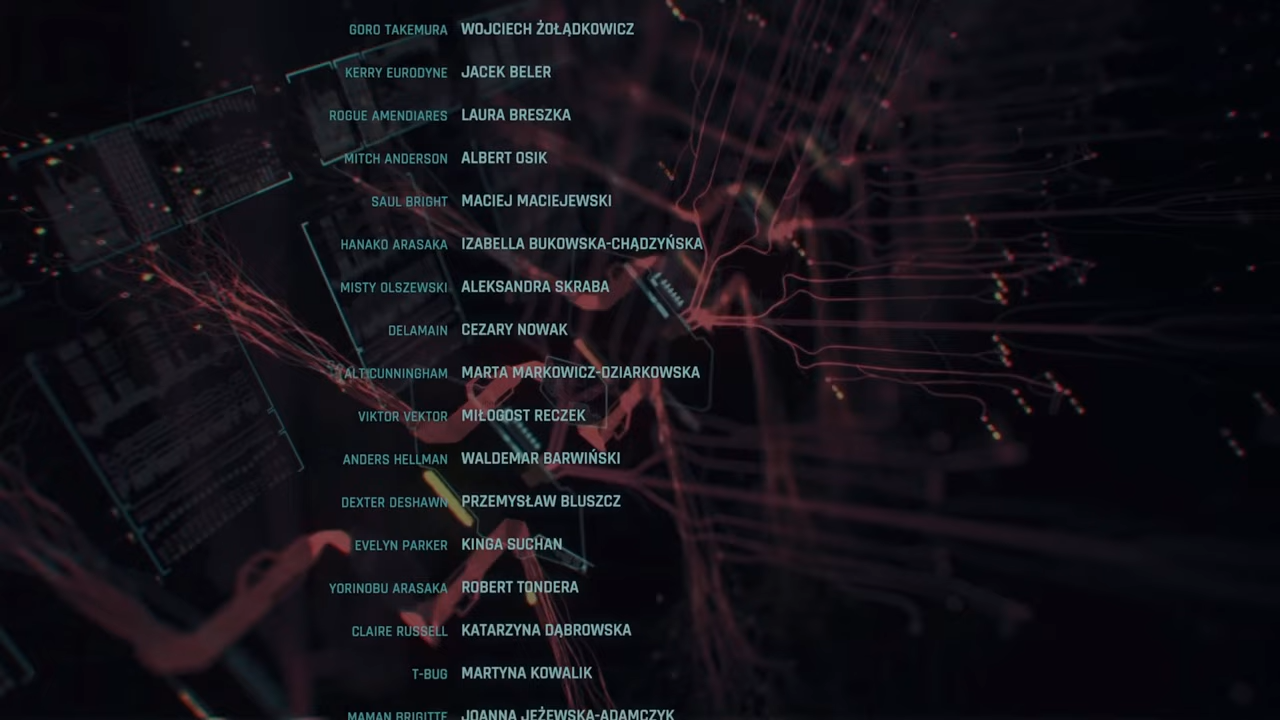 GORO TAKEMURA WOJCIECH ŻOŁĄDKOWICZ
KERRY EURODYNE JACEK BELER
ROGUE AMENDIARES LAURA BRESZKA
MITCH ANDERSON ALBERT OSIK
SAUL BRIGHT MACIEJ MACIEJEWSKI
HANAKO ARASAKA IZABELLA BUKOWSKA-CHĄDZYŃSKA
MISTY OLSZEWSKI ALEKSANDRA SKRABA
DELAMAIN CEZARY NOWAK
ALT CUNNINGHAM MARTA MARKOWICZ-DZIARKOWSKA
VIKTOR VEKTOR MIŁOGOST RECZEK
ANDERS HELLMAN WALDEMAR BARWIŃSKI
DEXTER DESHAWN PRZEMYSŁAW BLUSZCZ
EVELYN PARKER KINGA SUCHAN
YORINOBU ARASAKA ROBERT TONDERA
CLAIRE RUSSELL KATARZYNA DĄBROWSKA
T-BUG MARTYNA KOWALIK
MAMAN BRIGITTE JOANNA JEŻEWSKA-ADAMCZYK